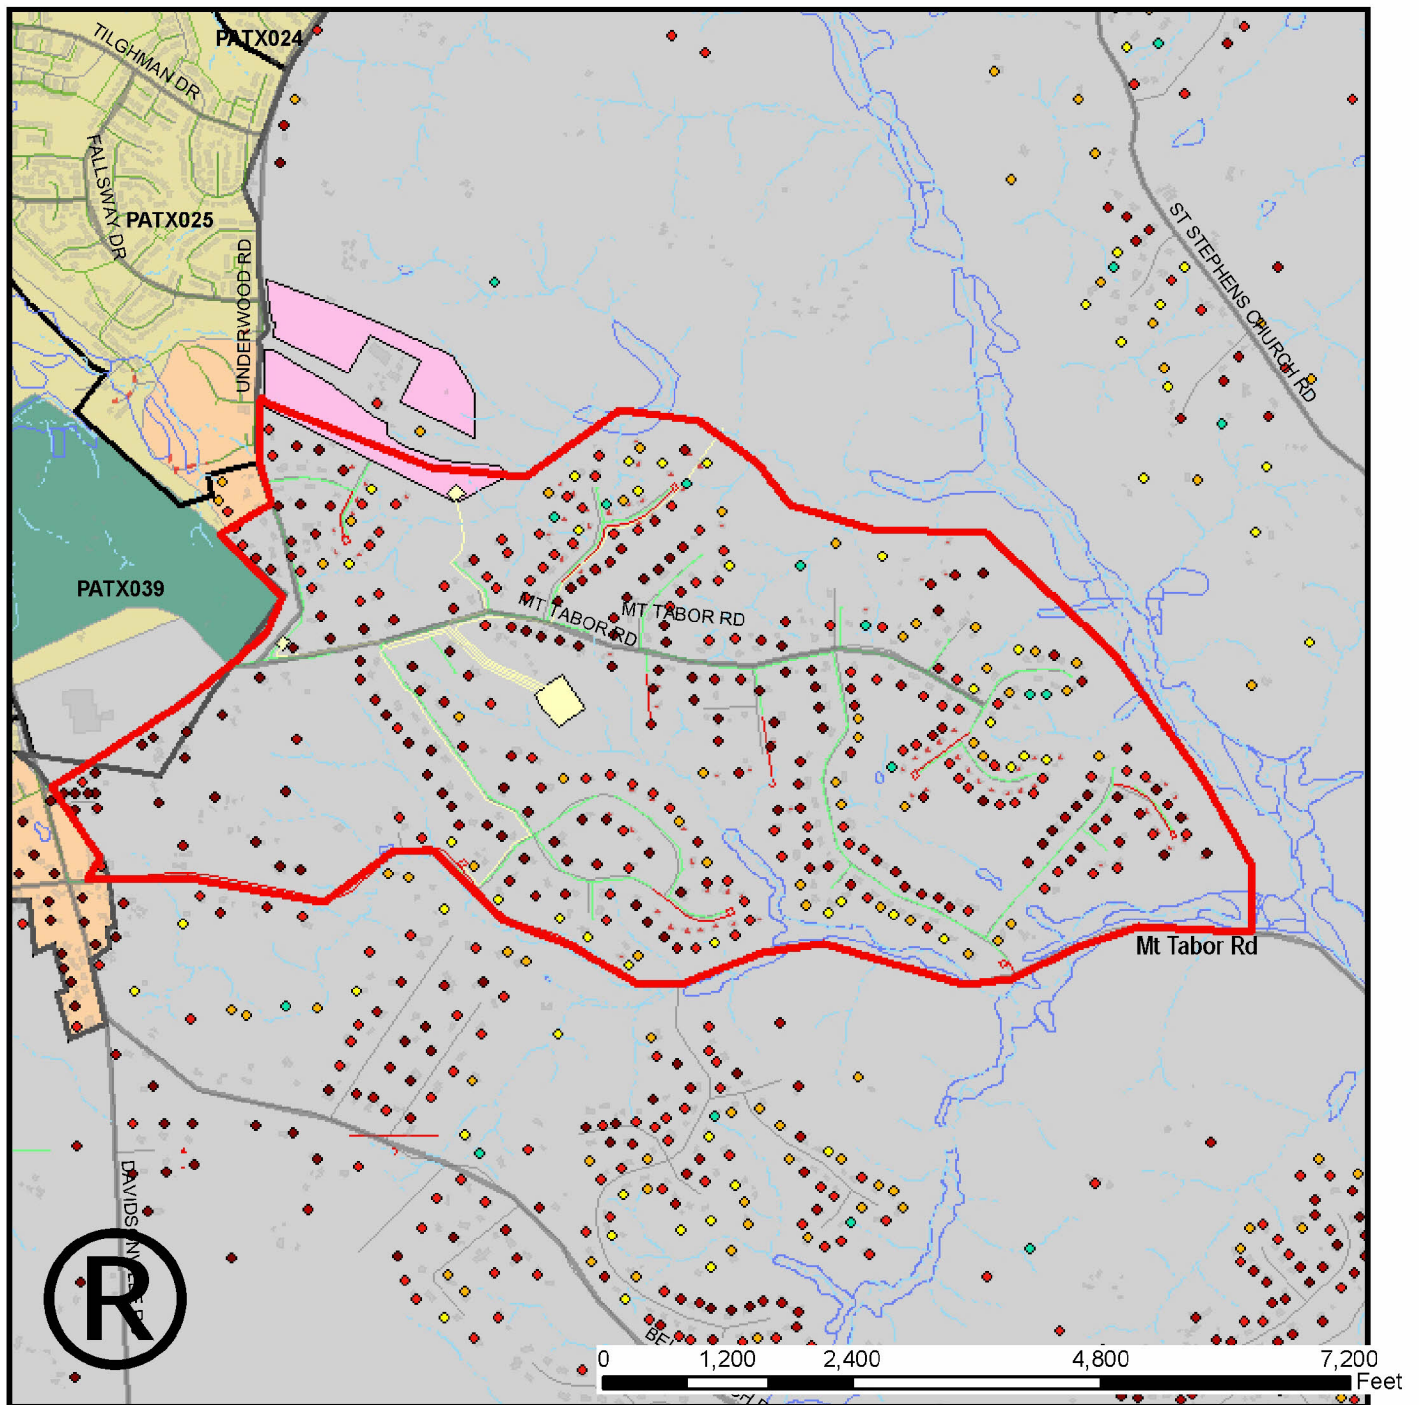 PATX024
TILGHMAN DR
FALLSWAY DR
PATX025
UNDERWOOD RD
ST STEPHENS CHURCH RD
PATX039
MT TABOR RD
MT TABOR RD
Mt Tabor Rd
R
0 1,200 2,400 4,800 7,200
Feet